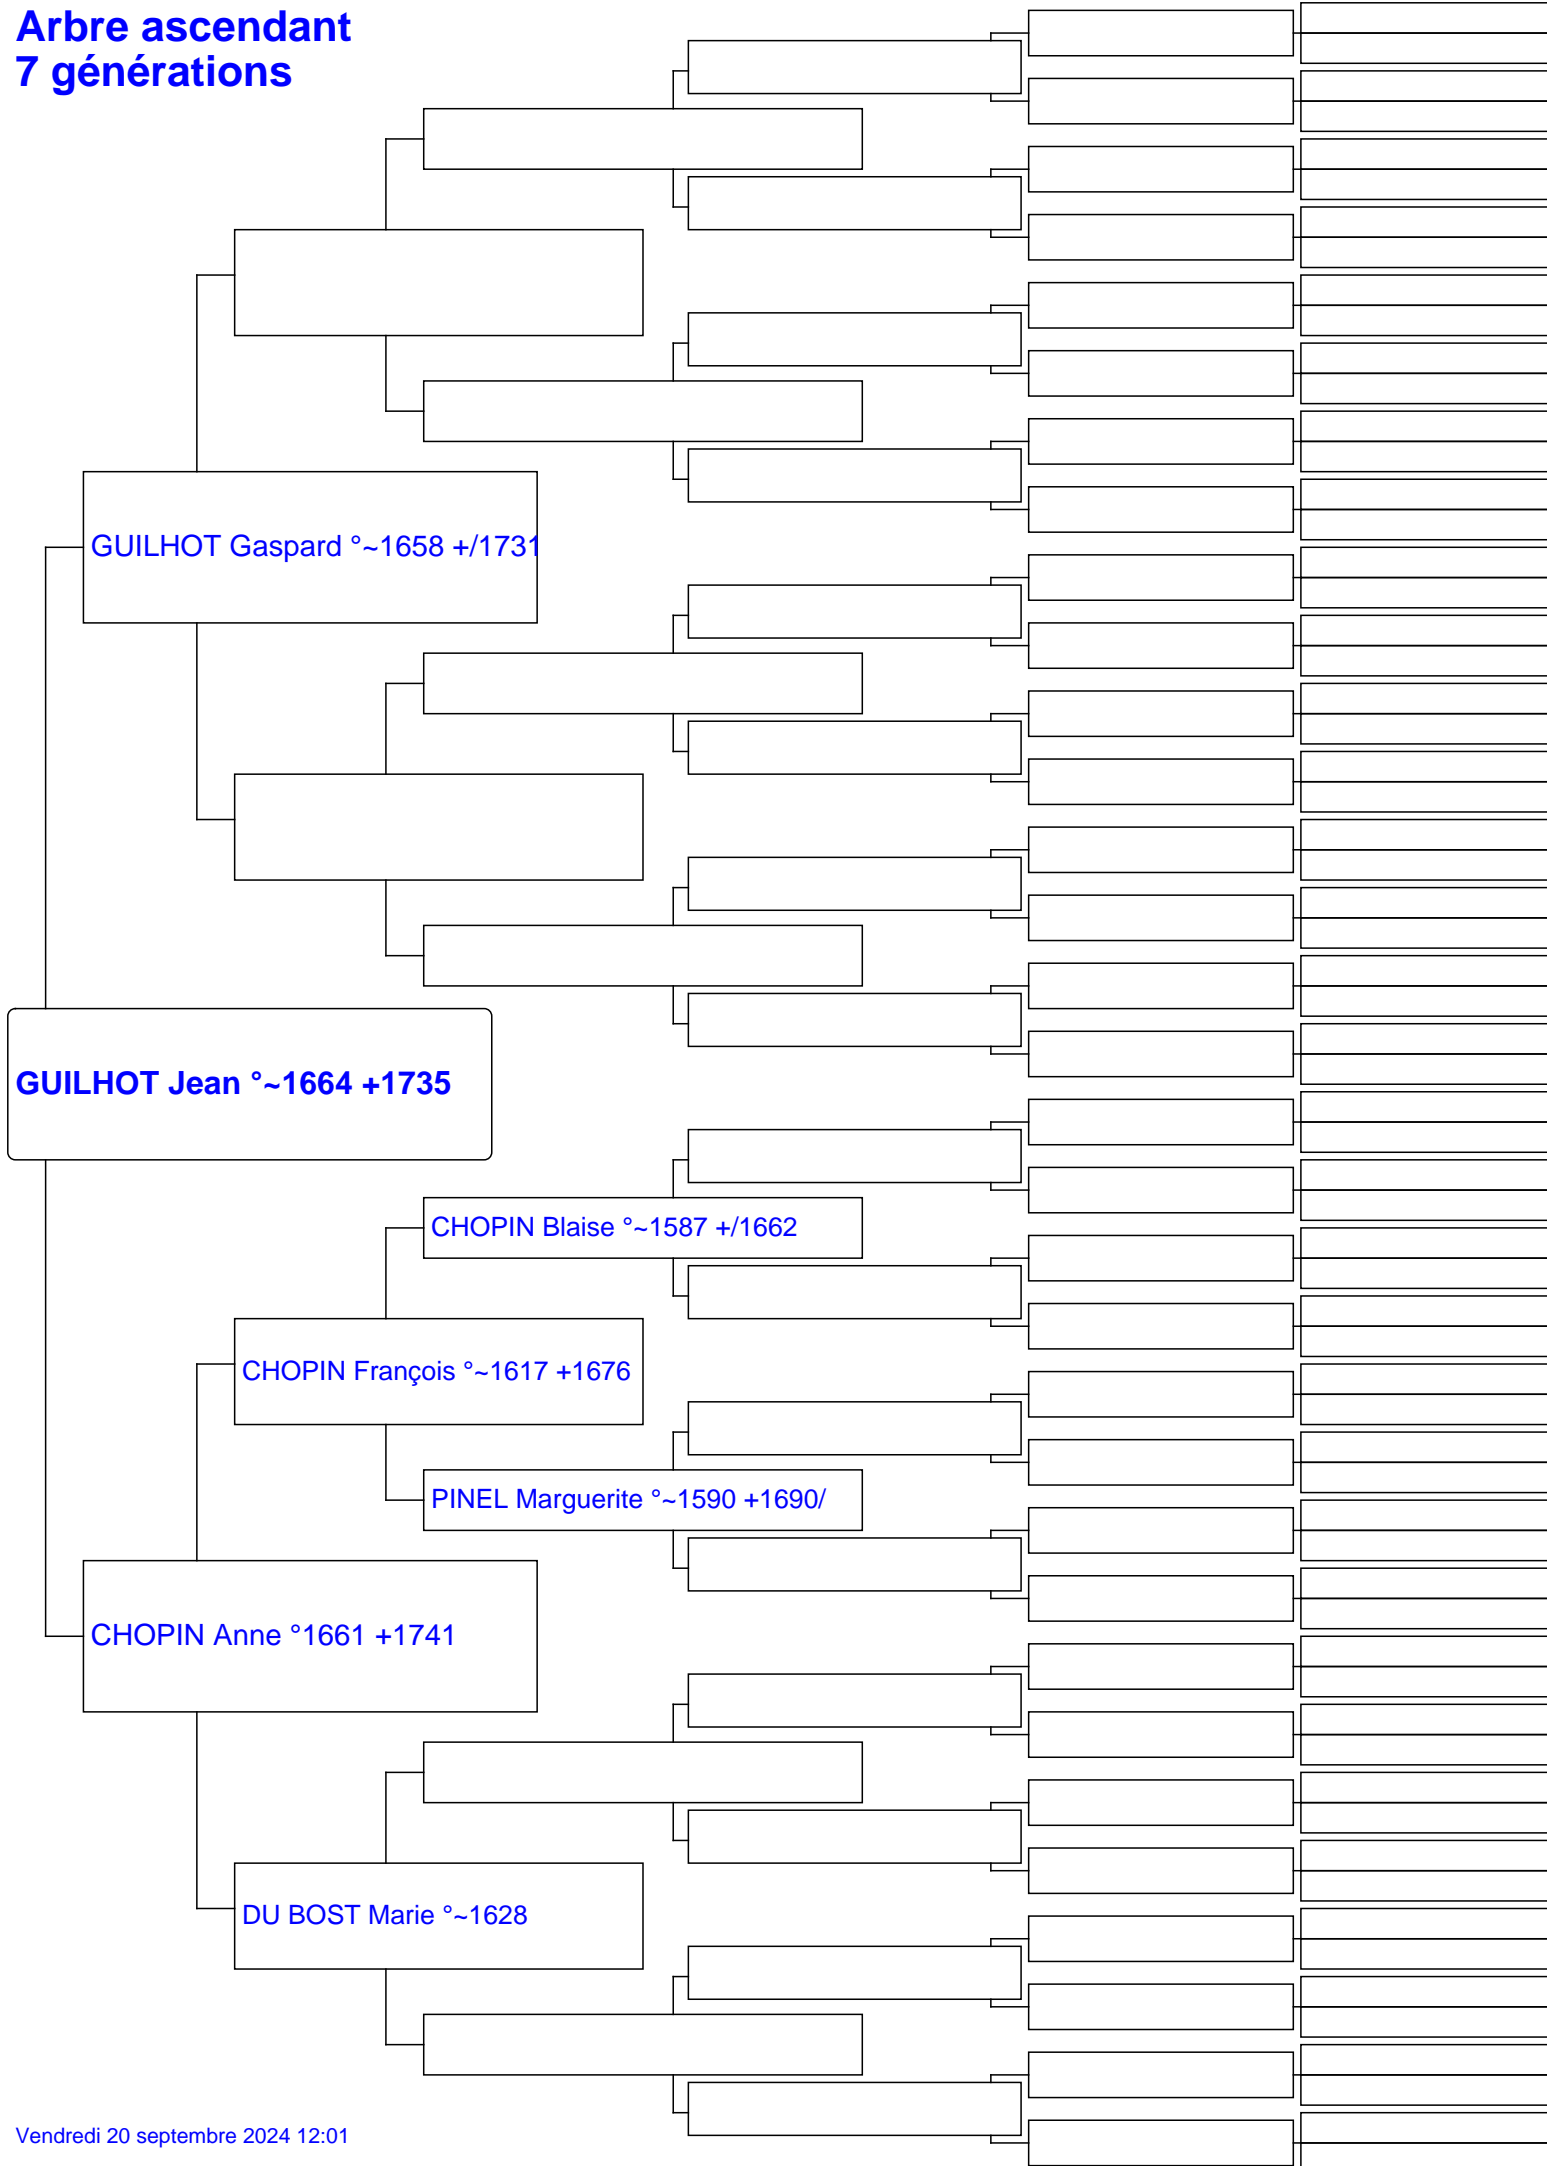 Arbre ascendant
7 générations
GUILHOT Gaspard °~1658 +/1731
GUILHOT Jean °~1664 +1735
CHOPIN Blaise °~1587 +/1662
CHOPIN François °~1617 +1676
PINEL Marguerite °~1590 +1690/
CHOPIN Anne °1661 +1741
DU BOST Marie °~1628
Vendredi 20 septembre 2024 12:01